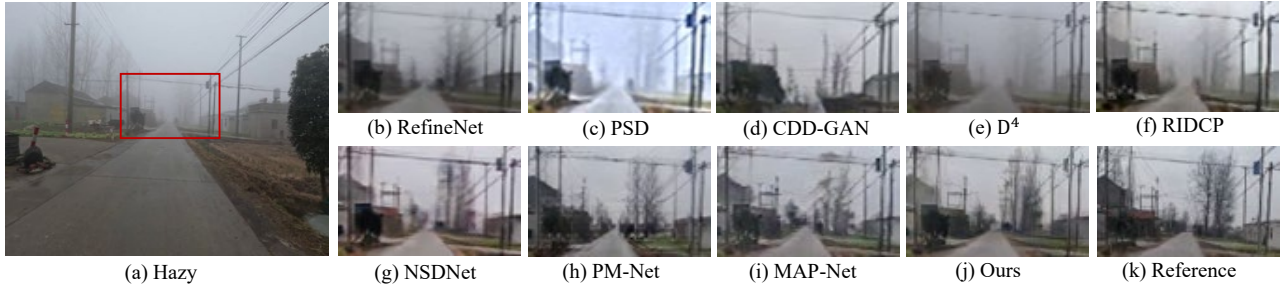 (b) RefineNet (c) PSD (d) CDD-GAN (e) D⁴ (f) RIDCP
(a) Hazy (g) NSDNet (h) PM-Net (i) MAP-Net (j) Ours (k) Reference